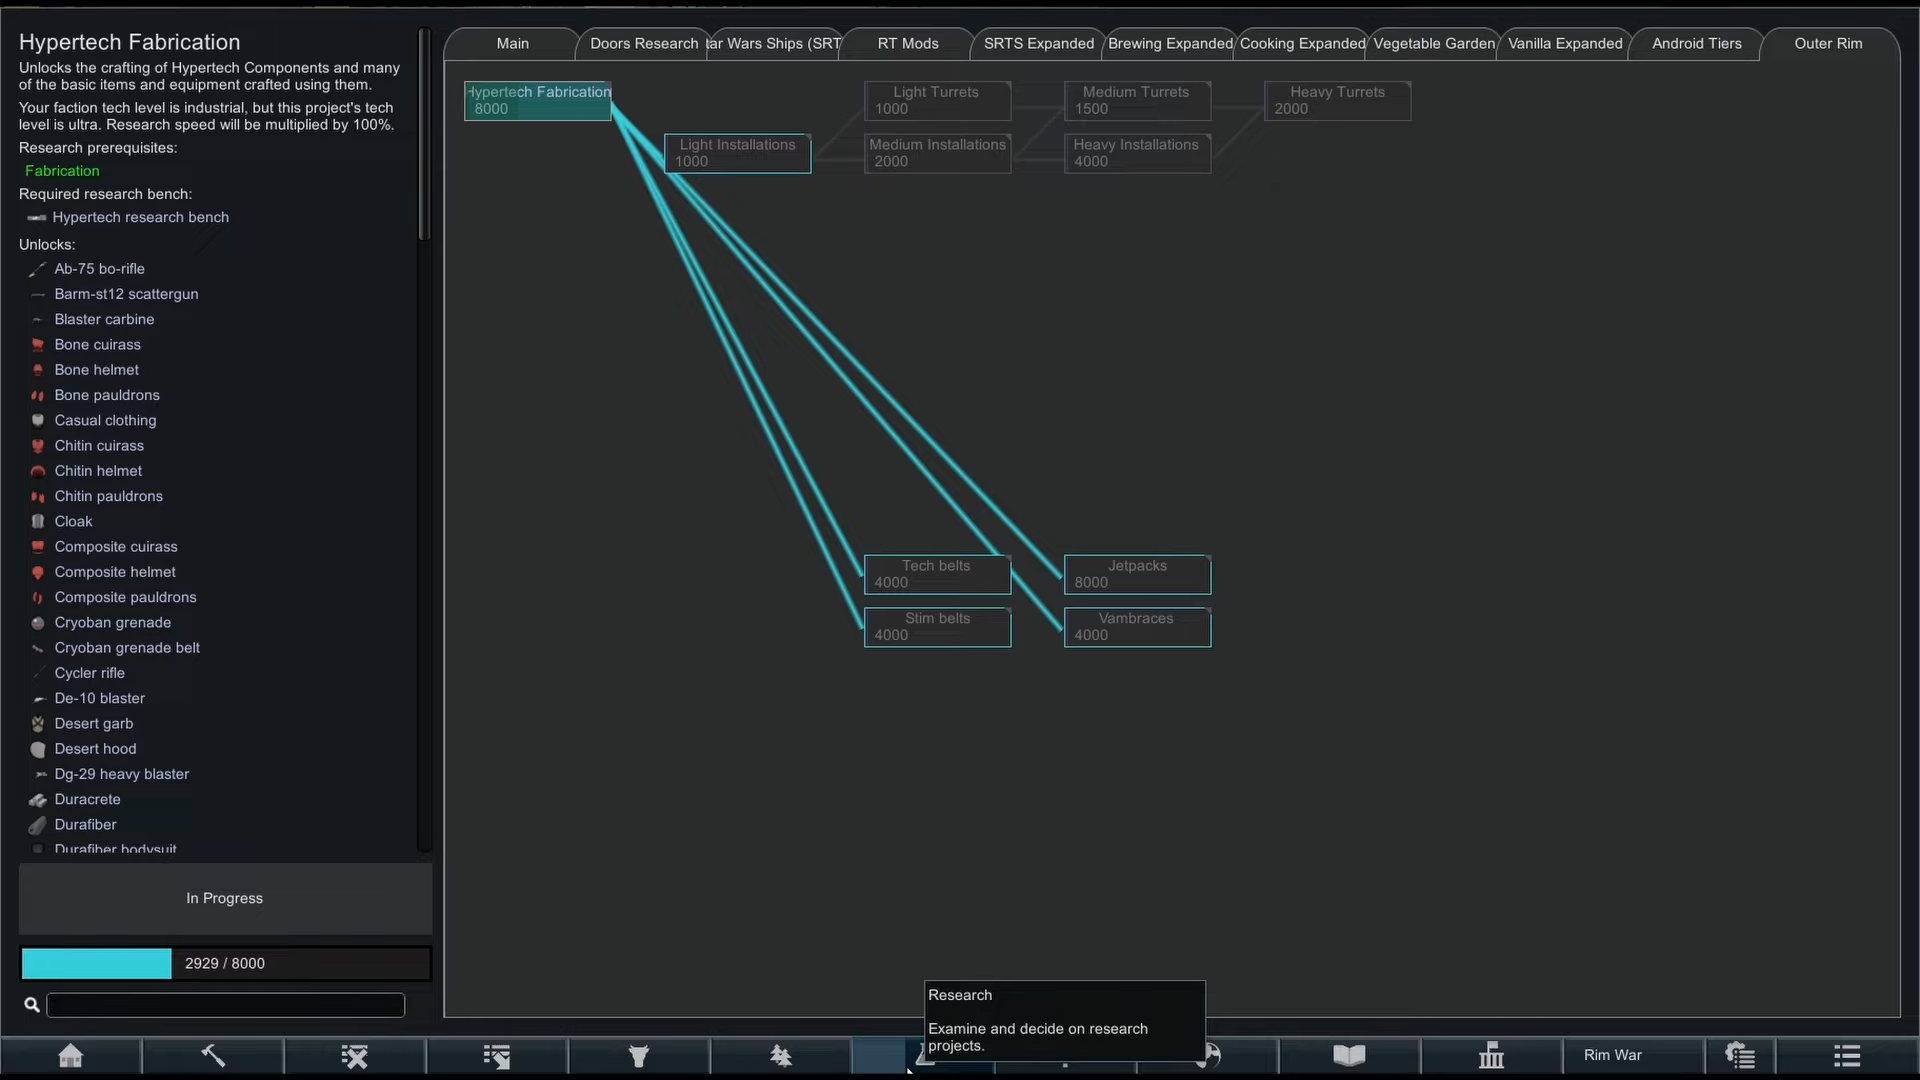 Hypertech Fabrication
Unlocks the crafting of Hypertech Components and many
of the basic items and equipment crafted using them.
Your faction tech level is industrial, but this project's tech
level is ultra. Research speed will be multiplied by 100%.
Research prerequisites:
Fabrication
Required research bench:
Hypertech research bench
Unlocks:
Ab-75 bo-rifle
Barm-st12 scattergun
Blaster carbine
Bone cuirass
Bone helmet
Bone pauldrons
Casual clothing
Chitin cuirass
Chitin helmet
Chitin pauldrons
Cloak
Composite cuirass
Composite helmet
Composite pauldrons
Cryoban grenade
Cryoban grenade belt
Cycler rifle
De-10 blaster
Desert garb
Desert hood
Dg-29 heavy blaster
Duracrete
Durafiber
Durafiber bodysuit
In Progress
2929 / 8000
Main
Doors Research
tar Wars Ships (SRT
RT Mods
SRTS Expanded
Brewing Expanded
Cooking Expanded
Vegetable Garden
Vanilla Expanded
Android Tiers
Outer Rim
Hypertech Fabrication
8000
Light Turrets
1000
Medium Turrets
1500
Heavy Turrets
2000
Light Installations
1000
Medium Installations
2000
Heavy Installations
4000
Tech belts
4000
Jetpacks
8000
Stim belts
4000
Vambraces
4000
Research
Examine and decide on research
projects.
Rim War